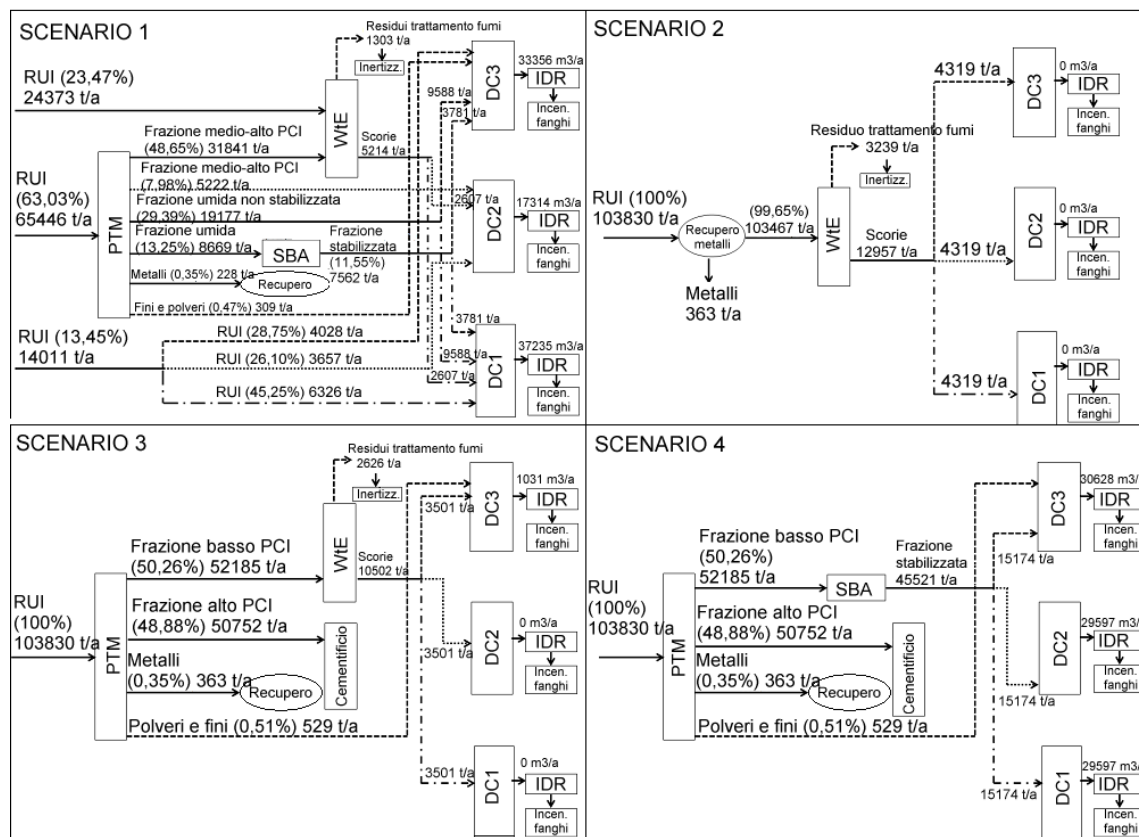 SCENARIO 1
Residui trattamento fumi
1303 t/a
Inertizz.
RUI (23,47%)
24373 t/a
WtE
DC3
33356 m3/a
IDR
Incen.
fanghi
9588 t/a
3781 t/a
Frazione medio-alto PCI
(48,65%) 31841 t/a
Scorie
5214 t/a
RUI
(63,03%)
65446 t/a
PTM
Frazione medio-alto PCI
(7,98%) 5222 t/a
Frazione umida non stabilizzata
(29,39%) 19177 t/a
Frazione umida
(13,25%) 8669 t/a
SBA
Frazione
stabilizzata
(11,55%)
7562 t/a
Metalli (0,35%) 228 t/a
Recupero
Fini e polveri (0,47%) 309 t/a
2607 t/a
DC2
17314 m3/a
IDR
Incen.
fanghi
RUI (13,45%)
14011 t/a
RUI (28,75%) 4028 t/a
RUI (26,10%) 3657 t/a
RUI (45,25%) 6326 t/a
3781 t/a
9588 t/a
2607 t/a
DC1
37235 m3/a
IDR
Incen.
fanghi
SCENARIO 2
RUI (100%)
103830 t/a
Recupero
metalli
Metalli
363 t/a
(99,65%)
103467 t/a
WtE
Residuo trattamento fumi
3239 t/a
Inertizz.
Scorie
12957 t/a
4319 t/a
DC3
0 m3/a
IDR
Incen.
fanghi
4319 t/a
DC2
0 m3/a
IDR
Incen.
fanghi
4319 t/a
DC1
0 m3/a
IDR
Incen.
fanghi
SCENARIO 3
Residui trattamento fumi
2626 t/a
Inertizz.
RUI
(100%)
103830 t/a
PTM
Frazione basso PCI
(50,26%) 52185 t/a
WtE
Scorie
10502 t/a
Frazione alto PCI
(48,88%) 50752 t/a
Cementificio
Metalli
(0,35%) 363 t/a
Recupero
Polveri e fini (0,51%) 529 t/a
3501 t/a
DC3
1031 m3/a
IDR
Incen.
fanghi
3501 t/a
DC2
0 m3/a
IDR
Incen.
fanghi
3501 t/a
DC1
0 m3/a
IDR
Incen.
fanghi
SCENARIO 4
RUI
(100%)
103830 t/a
PTM
Frazione basso PCI
(50,26%)
52185 t/a
SBA
Frazione
stabilizzata
45521 t/a
Frazione alto PCI
(48,88%) 50752 t/a
Cementificio
Metalli
(0,35%) 363 t/a
Recupero
Polveri e fini (0,51%) 529 t/a
15174 t/a
DC3
30628 m3/a
IDR
Incen.
fanghi
15174 t/a
DC2
29597 m3/a
IDR
Incen.
fanghi
15174 t/a
DC1
29597 m3/a
IDR
Incen.
fanghi